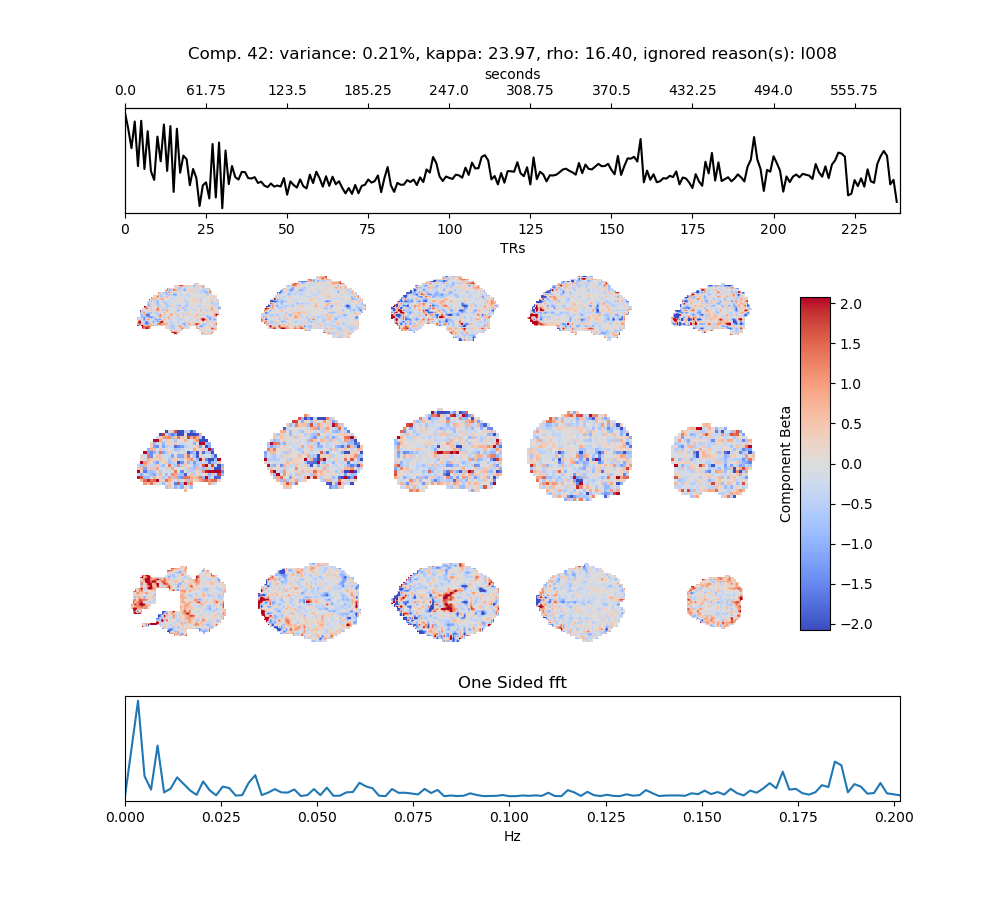 Comp. 42: variance: 0.21%, kappa: 23.97, rho: 16.40, ignored reason(s): I008
seconds
0.0 61.75 123.5 185.25 247.0 308.75 370.5 432.25 494.0 555.75
0 25 50 75 100 125 150 175 200 225
TRs
2.0
1.5
1.0
0.5
0.0
−0.5
−1.0
−1.5
−2.0
Component Beta
One Sided fft
0.000 0.025 0.050 0.075 0.100 0.125 0.150 0.175 0.200
Hz